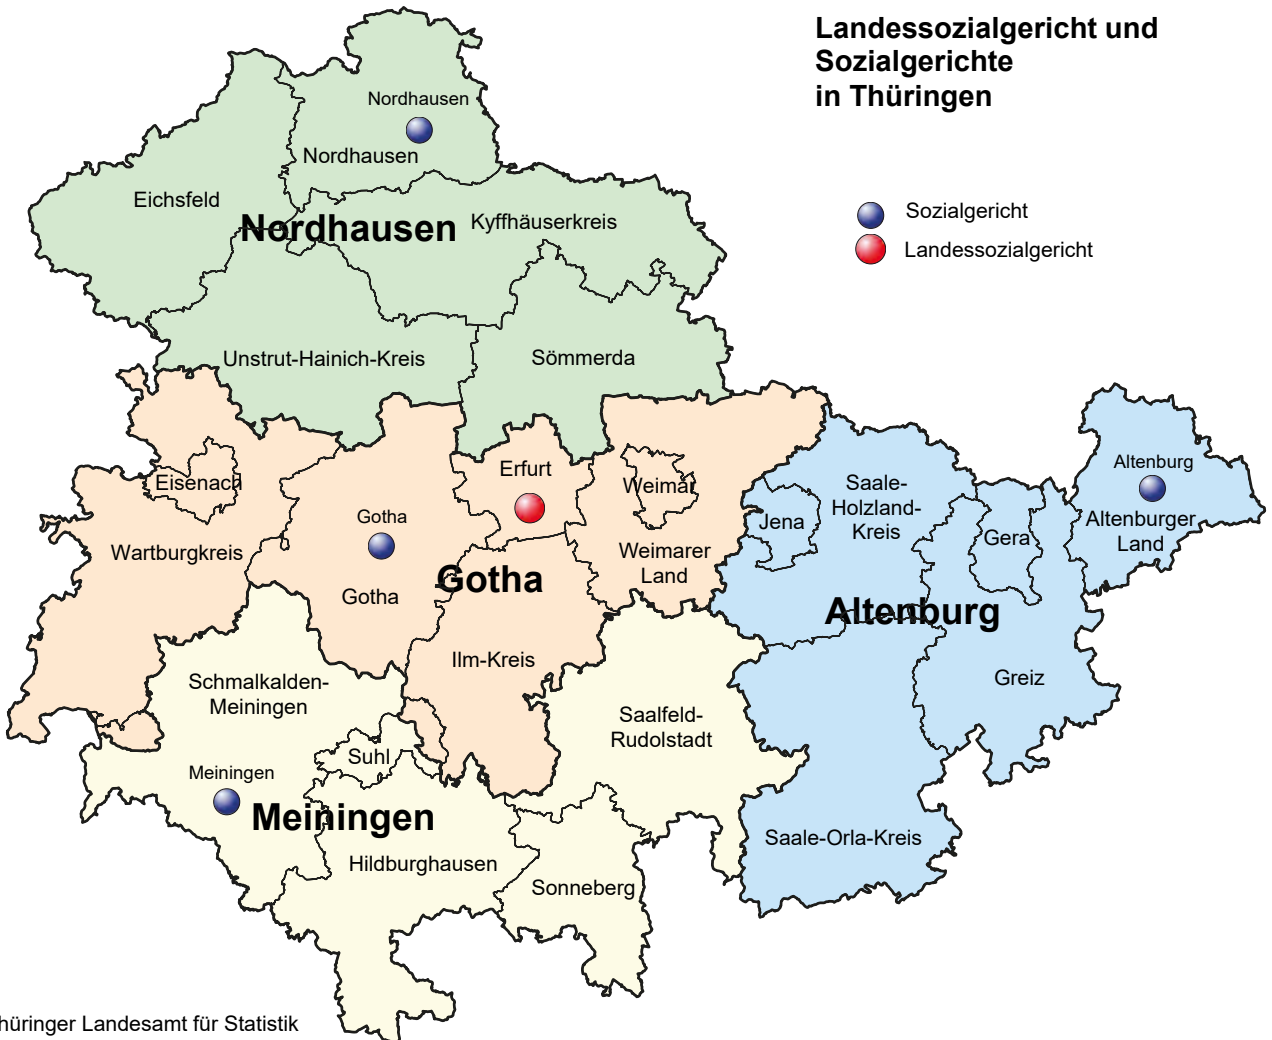 Landessozialgericht und
Sozialgerichte
in Thüringen
Sozialgericht
Landessozialgericht
Nordhausen
Nordhausen
Eichsfeld
Nordhausen
Kyffhäuserkreis
Unstrut-Hainich-Kreis
Sömmerda
Eisenach
Wartburgkreis
Gotha
Gotha
Erfurt
Gotha
Weimar
Weimarer
Land
Ilm-Kreis
Jena
Saale-
Holzland-
Kreis
Gera
Altenburg
Altenburger
Land
Altenburg
Greiz
Saale-Orla-Kreis
Schmalkalden-
Meiningen
Suhl
Meiningen
Meiningen
Hildburghausen
Saalfeld-
Rudolstadt
Sonneberg
hüringer Landesamt für Statistik